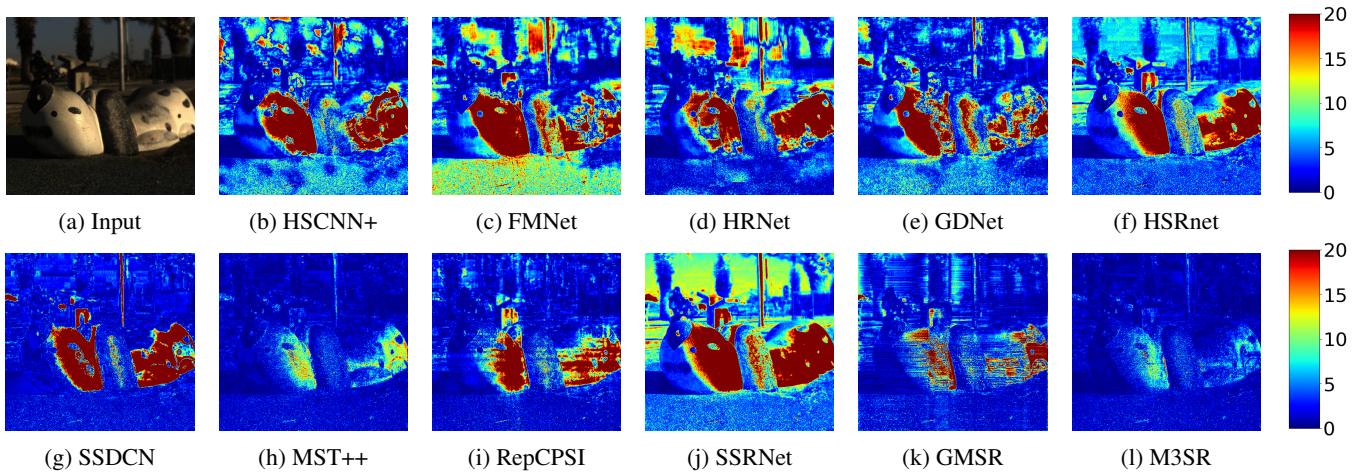 20
15
10
5
0
(a) Input
(b) HSCNN+
(c) FMNet
(d) HRNet
(e) GDNet
(f) HSRnet
20
15
10
5
0
(g) SSDCN
(h) MST++
(i) RepCPSI
(j) SSRNet
(k) GMSR
(l) M3SR